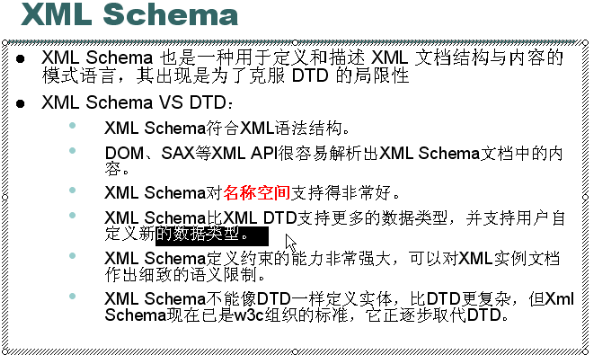 XML Schema
XML Schema 也是一种用于定义和描述 XML 文档结构与内容的
模式语言，其出现是为了克服 DTD 的局限性
XML Schema VS DTD：
XML Schema符合XML语法结构。
DOM、SAX等XML API很容易解析出XML Schema文档中的内
容。
XML Schema对名称空间支持得非常好。
XML Schema比XML DTD支持更多的数据类型，并支持用户自
定义新的数据类型。
XML Schema定义约束的能力非常强大，可以对XML实例文档
作出细致的语义限制。
XML Schema不能像DTD一样定义实体，比DTD更复杂，但Xml
Schema现在已是w3c组织的标准，它正逐步取代DTD。